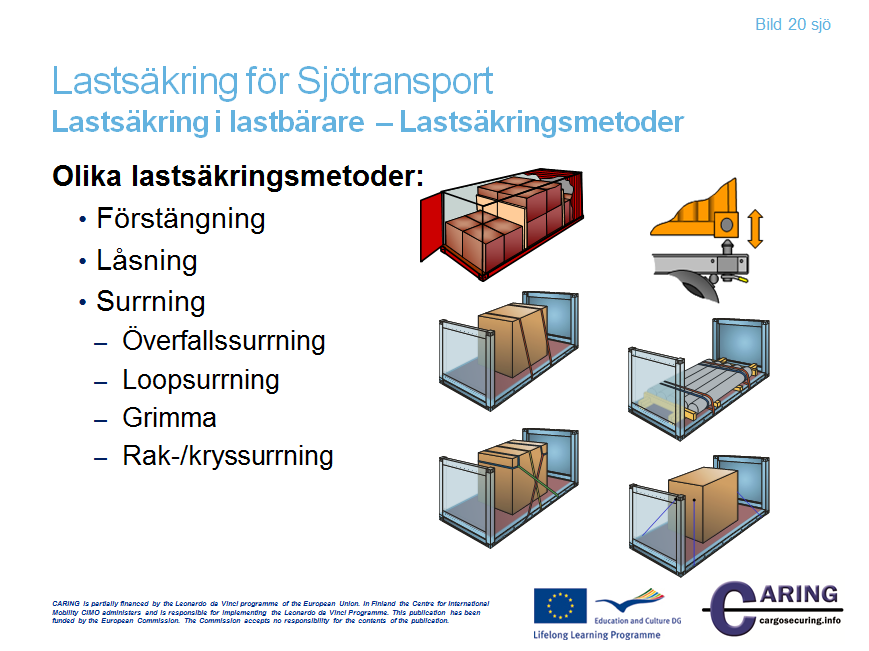 Bild 20 sjö
Lastsäkring för Sjötransport
Lastsäkring i lastbärare – Lastsäkringsmetoder
Olika lastsäkringsmetoder:
• Förstängning
• Låsning
• Surrning
– Överfallssurrning
– Loopsurrning
– Grimma
– Rak-/kryssurrning
CARING is partially financed by the Leonardo da Vinci programme of the European Union. In Finland the Centre for International
Mobility CIMO administers and is responsible for implementing the Leonardo da Vinci Programme. This publication has been
funded by the European Commission. The Commission accepts no responsibility for the contents of the publication.
Education and Culture DG
Lifelong Learning Programme
CARING
cargosecuring.info